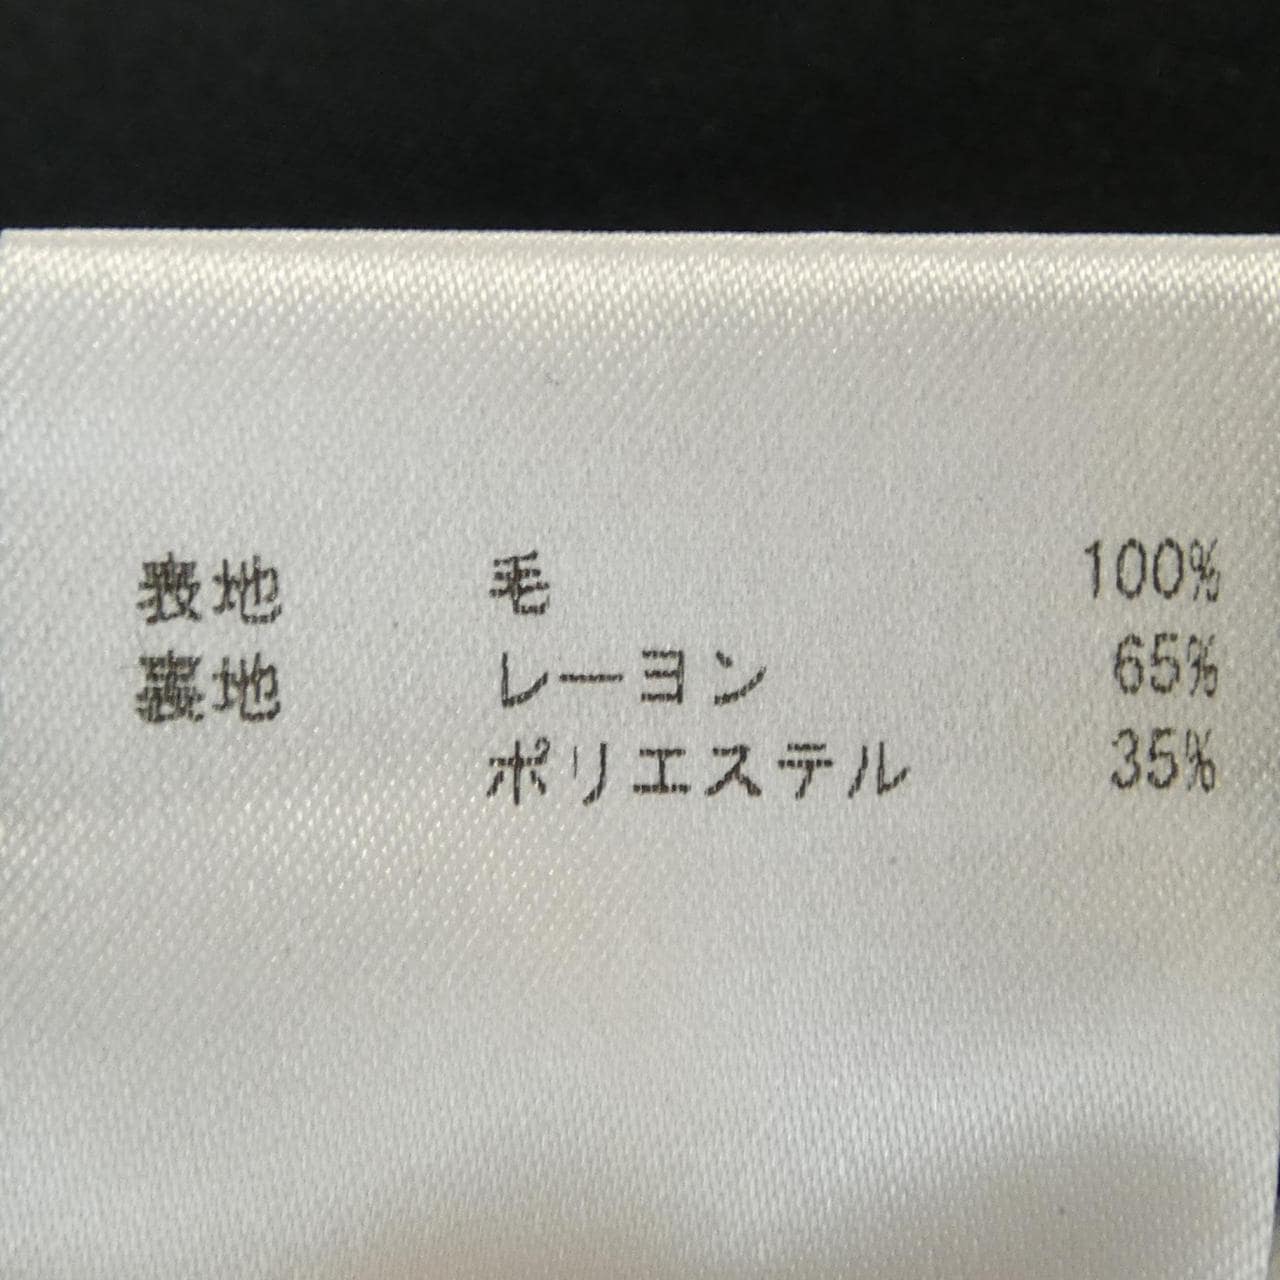 表地 毛 100%
裏地 レーヨン 65%
ポリエステル 35%